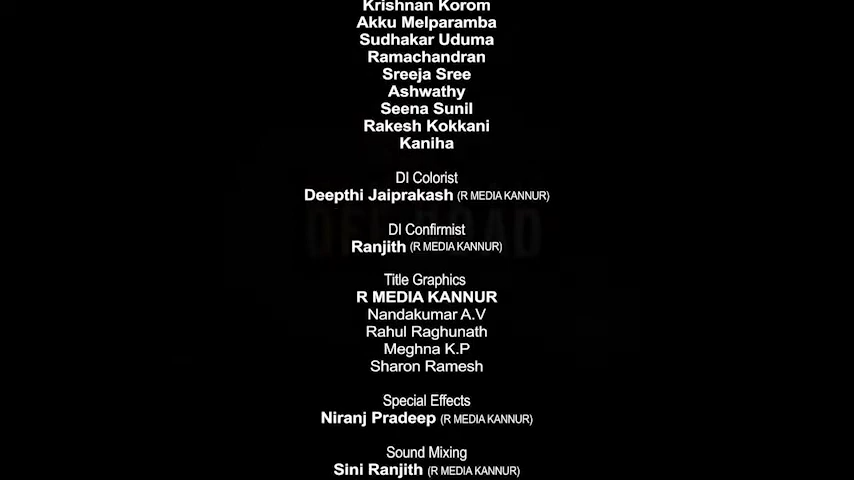 Krishnan Korom
Akku Melparamba
Sudhakar Uduma
Ramachandran
Sreeja Sree
Ashwathy
Seena Sunil
Rakesh Kokkani
Kaniha
DI Colorist
Deepthi Jaiprakash (R MEDIA KANNUR)
DI Confirmist
Ranjith (R MEDIA KANNUR)
Title Graphics
R MEDIA KANNUR
Nandakumar A.V
Rahul Raghunath
Meghna K.P
Sharon Ramesh
Special Effects
Niranj Pradeep (R MEDIA KANNUR)
Sound Mixing
Sini Ranjith (R MEDIA KANNUR)